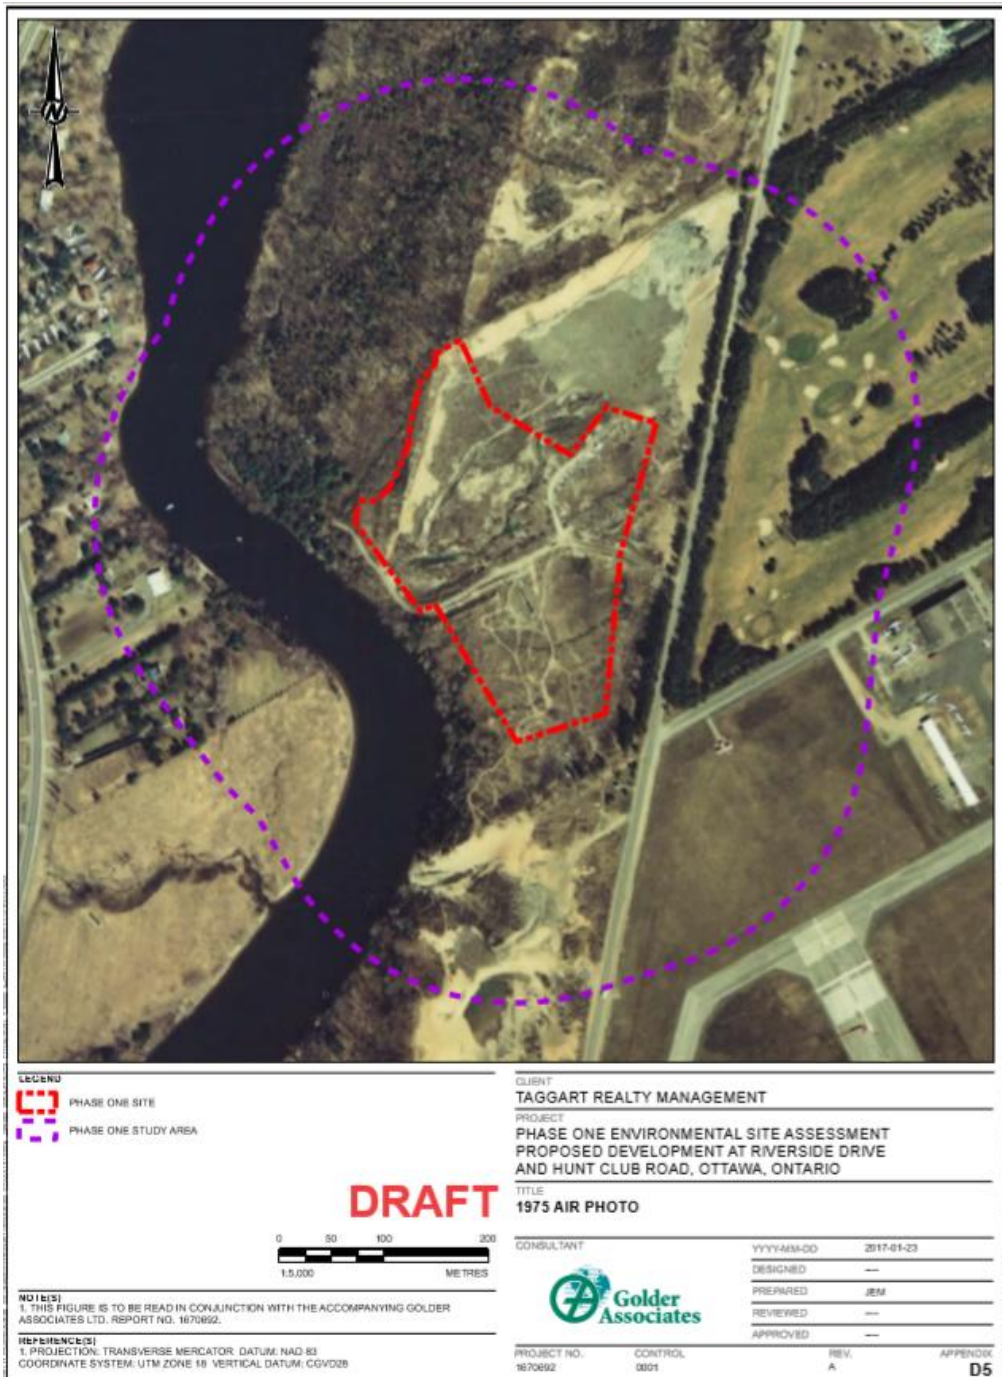 N
LEGEND
PHASE ONE SITE
PHASE ONE STUDY AREA
DRAFT
0 50 100 200
1:5,000 METRES
NOTE(S)
1. THIS FIGURE IS TO BE READ IN CONJUNCTION WITH THE ACCOMPANYING GOLDER
ASSOCIATES LTD. REPORT NO. 1670692.
REFERENCE(S)
1. PROJECTION: TRANSVERSE MERCATOR DATUM: NAD 83
COORDINATE SYSTEM: UTM ZONE 18 VERTICAL DATUM: CGVD28
CLIENT
TAGGART REALTY MANAGEMENT
PROJECT
PHASE ONE ENVIRONMENTAL SITE ASSESSMENT
PROPOSED DEVELOPMENT AT RIVERSIDE DRIVE
AND HUNT CLUB ROAD, OTTAWA, ONTARIO
TITLE
1975 AIR PHOTO
CONSULTANT
Golder
Associates
YYYY-MM-DD 2017-01-23
DESIGNED ---
PREPARED JEM
REVIEWED ---
APPROVED ---
PROJECT NO. CONTROL REV. APPENDIX
1670692 0001 A D5